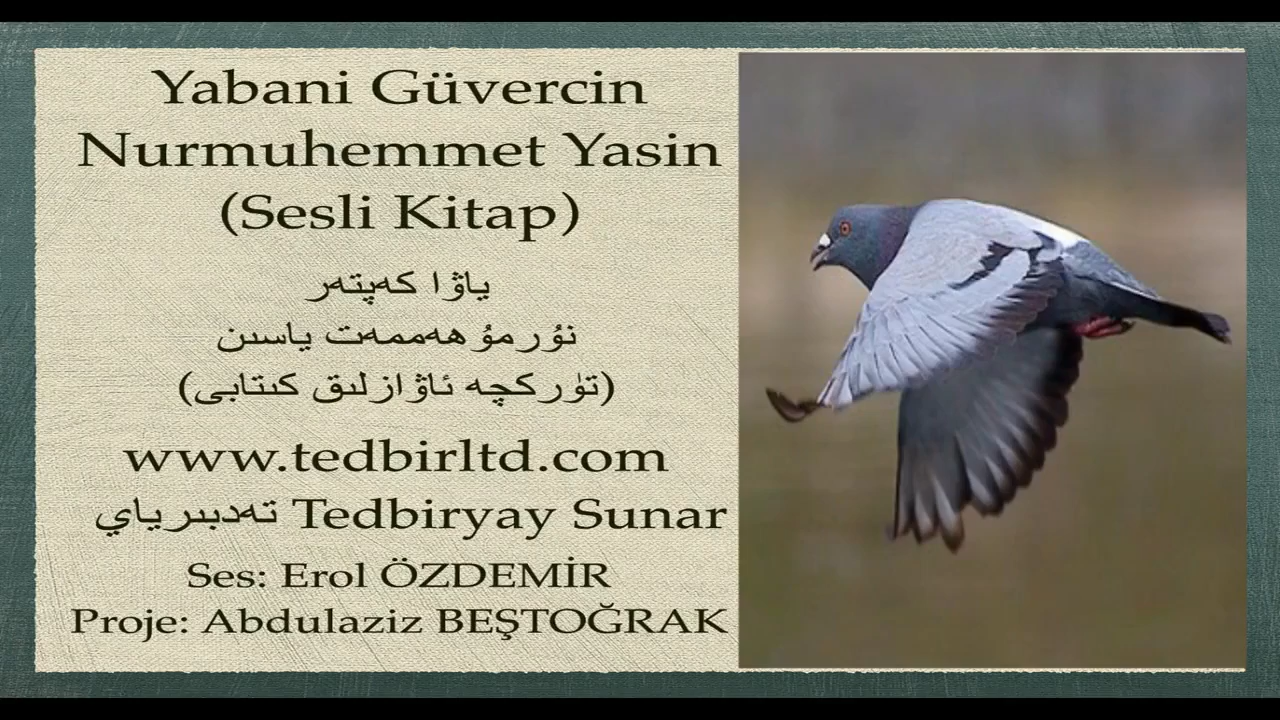 Yabani Güvercin
Nurmuhemmet Yasin
(Sesli Kitap)
ياۋا كەپتەر
نۇرمۇھەممەت ياسىن
(تۈركچە ئاۋازلىق كىتابى)
www.tedbirltd.com
تەدبىرياي Tedbiryay Sunar
Ses: Erol ÖZDEMİR
Proje: Abdulaziz BEŞTOĞRAK